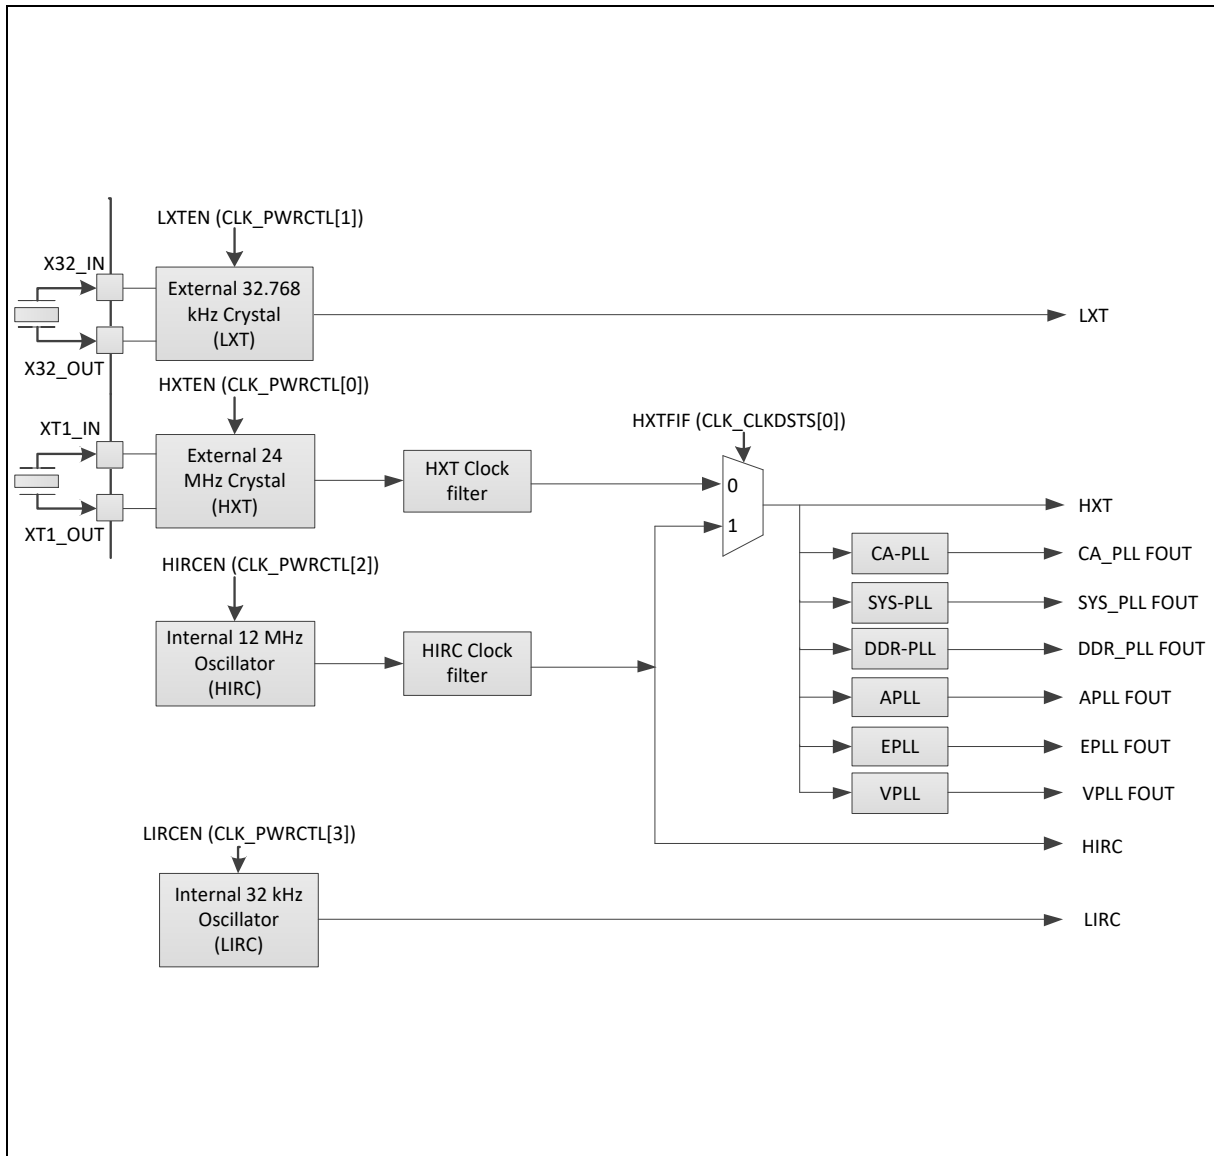 LXTEN (CLK_PWRCTL[1])
X32_IN
External 32.768
kHz Crystal
(LXT)
LXT
X32_OUT
HXTEN (CLK_PWRCTL[0])
XT1_IN
HXTFIF (CLK_CLKDSTS[0])
External 24
MHz Crystal
(HXT)
HXT Clock
filter
0
1
HXT
XT1_OUT
CA-PLL
CA_PLL FOUT
HIRCEN (CLK_PWRCTL[2])
SYS-PLL
SYS_PLL FOUT
Internal 12 MHz
Oscillator
(HIRC)
HIRC Clock
filter
DDR-PLL
DDR_PLL FOUT
APLL
APLL FOUT
EPLL
EPLL FOUT
VPLL
VPLL FOUT
LIRCEN (CLK_PWRCTL[3])
HIRC
Internal 32 kHz
Oscillator
(LIRC)
LIRC